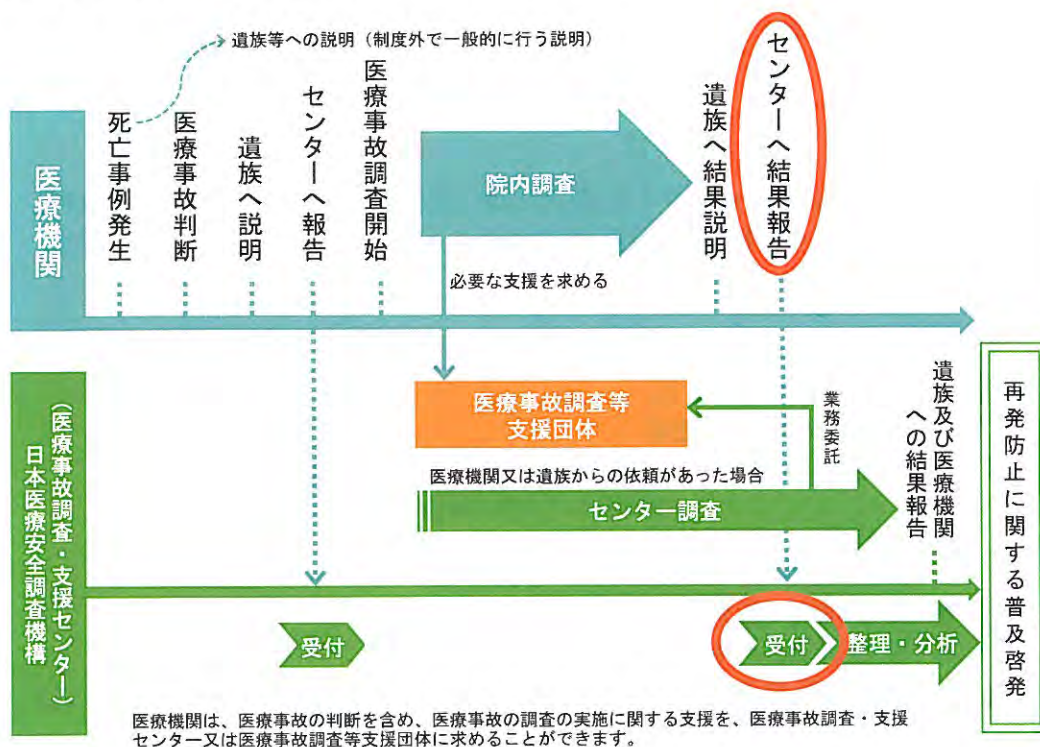 遺族等への説明（制度外で一般的に行う説明）
医療機関
死亡事例発生
医療事故判断
遺族へ説明
センターへ報告
医療事故調査開始
院内調査
遺族へ結果説明
センターへ結果報告
必要な支援を求める
医療事故調査等
支援団体
業務委託
医療機関又は遺族からの依頼があった場合
センター調査
遺族及び医療機関
への結果報告
再発防止に関する普及啓発
（医療事故調査・支援センター）
日本医療安全調査機構
受付
受付
整理・分析
医療機関は、医療事故の判断を含め、医療事故の調査の実施に関する支援を、医療事故調査・支援
センター又は医療事故調査等支援団体に求めることができます。